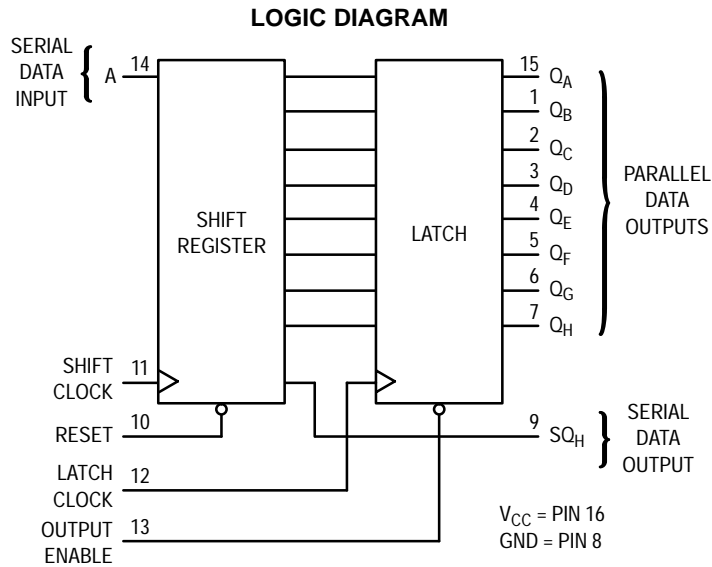 LOGIC DIAGRAM
SERIAL
DATA
INPUT
A
14
SHIFT
REGISTER
LATCH
15
QA
1
QB
2
QC
3
QD
4
QE
5
QF
6
QG
7
QH
PARALLEL
DATA
OUTPUTS
SHIFT
CLOCK
11
RESET
10
LATCH
CLOCK
12
OUTPUT
ENABLE
13
9
SQH
SERIAL
DATA
OUTPUT
VCC = PIN 16
GND = PIN 8